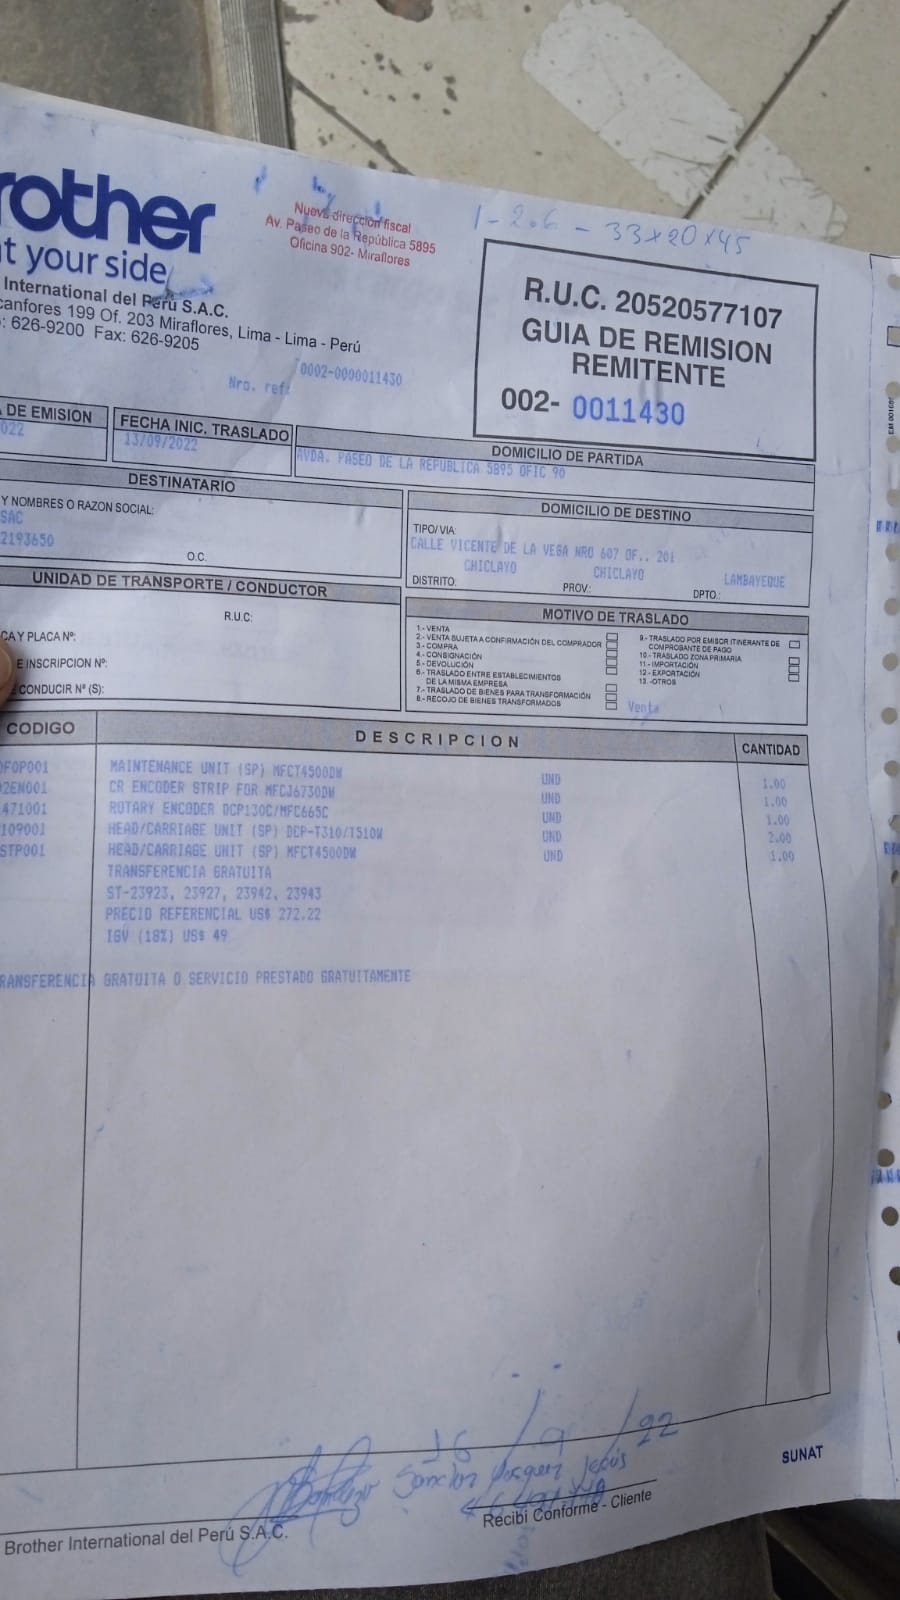 rother
at your side
Nueva dirección fiscal
Av. Paseo de la República 5895
Oficina 902- Miraflores
1-2.6 - 33x20x45
International del Perú S.A.C.
canfores 199 Of. 203 Miraflores, Lima - Lima - Perú
: 626-9200 Fax: 626-9205
Nro. ref: 0002-0000011430
R.U.C. 20520577107
GUIA DE REMISION
REMITENTE
002- 0011430
DE EMISION
022
FECHA INIC. TRASLADO
13/09/2022
DOMICILIO DE PARTIDA
AVDA. PASEO DE LA REPUBLICA 5895 OFIC 90
DESTINATARIO
Y NOMBRES O RAZON SOCIAL:
SAC
2193650
O.C.
DOMICILIO DE DESTINO
TIPO/VIA:
CALLE VICENTE DE LA VEGA NRO 607 OF.. 201
CHICLAYO CHICLAYO LAMBAYEQUE
DISTRITO: PROV: DPTO.:
UNIDAD DE TRANSPORTE / CONDUCTOR
R.U.C:
CA Y PLACA Nº:
E INSCRIPCION Nº:
CONDUCIR Nº (S):
MOTIVO DE TRASLADO
1.- VENTA
2.- VENTA SUJETA A CONFIRMACIÓN DEL COMPRADOR
3.- COMPRA
4.- CONSIGNACIÓN
5.- DEVOLUCIÓN
6.- TRASLADO ENTRE ESTABLECIMIENTOS
DE LA MISMA EMPRESA
7.- TRASLADO DE BIENES PARA TRANSFORMACIÓN
8.- RECOJO DE BIENES TRANSFORMADOS
9.- TRASLADO POR EMISOR ITINERANTE DE
COMPROBANTE DE PAGO
10.- TRASLADO ZONA PRIMARIA
11.- IMPORTACIÓN
12.- EXPORTACIÓN
13.-OTROS
Venta
CODIGO DESCRIPCION CANTIDAD
0F0P001 MAINTENANCE UNIT (SP) MFCT4500DW UND 1.00
2EN001 CR ENCODER STRIP FOR MFCJ6730DW UND 1.00
471001 ROTARY ENCODER DCP130C/MFC665C UND 1.00
109001 HEAD/CARRIAGE UNIT (SP) DCP-T310/T510W UND 2.00
STP001 HEAD/CARRIAGE UNIT (SP) MFCT4500DW UND 1.00
TRANSFERENCIA GRATUITA
ST-23923, 23927, 23942, 23943
PRECIO REFERENCIAL US$ 272.22
IGV (18%) US$ 49
RANSFERENCIA GRATUITA O SERVICIO PRESTADO GRATUITAMENTE
SUNAT
Brother International del Perú S.A.C.
Recibí Conforme - Cliente